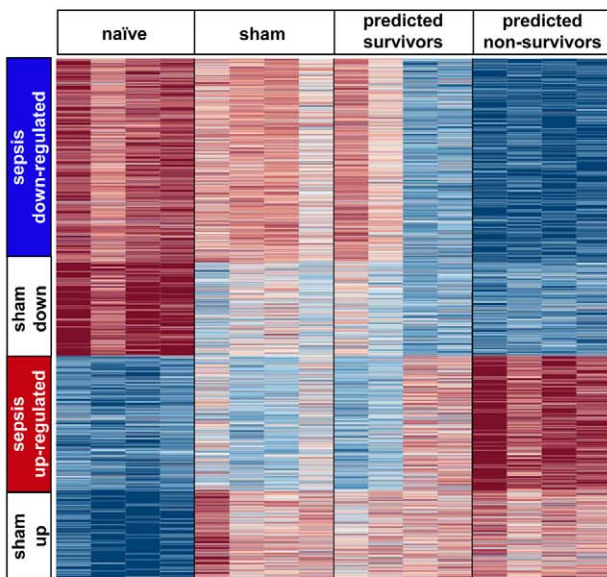 naïve
sham
predicted
survivors
predicted
non-survivors
sepsis
down-regulated
sham
down
sepsis
up-regulated
sham
up